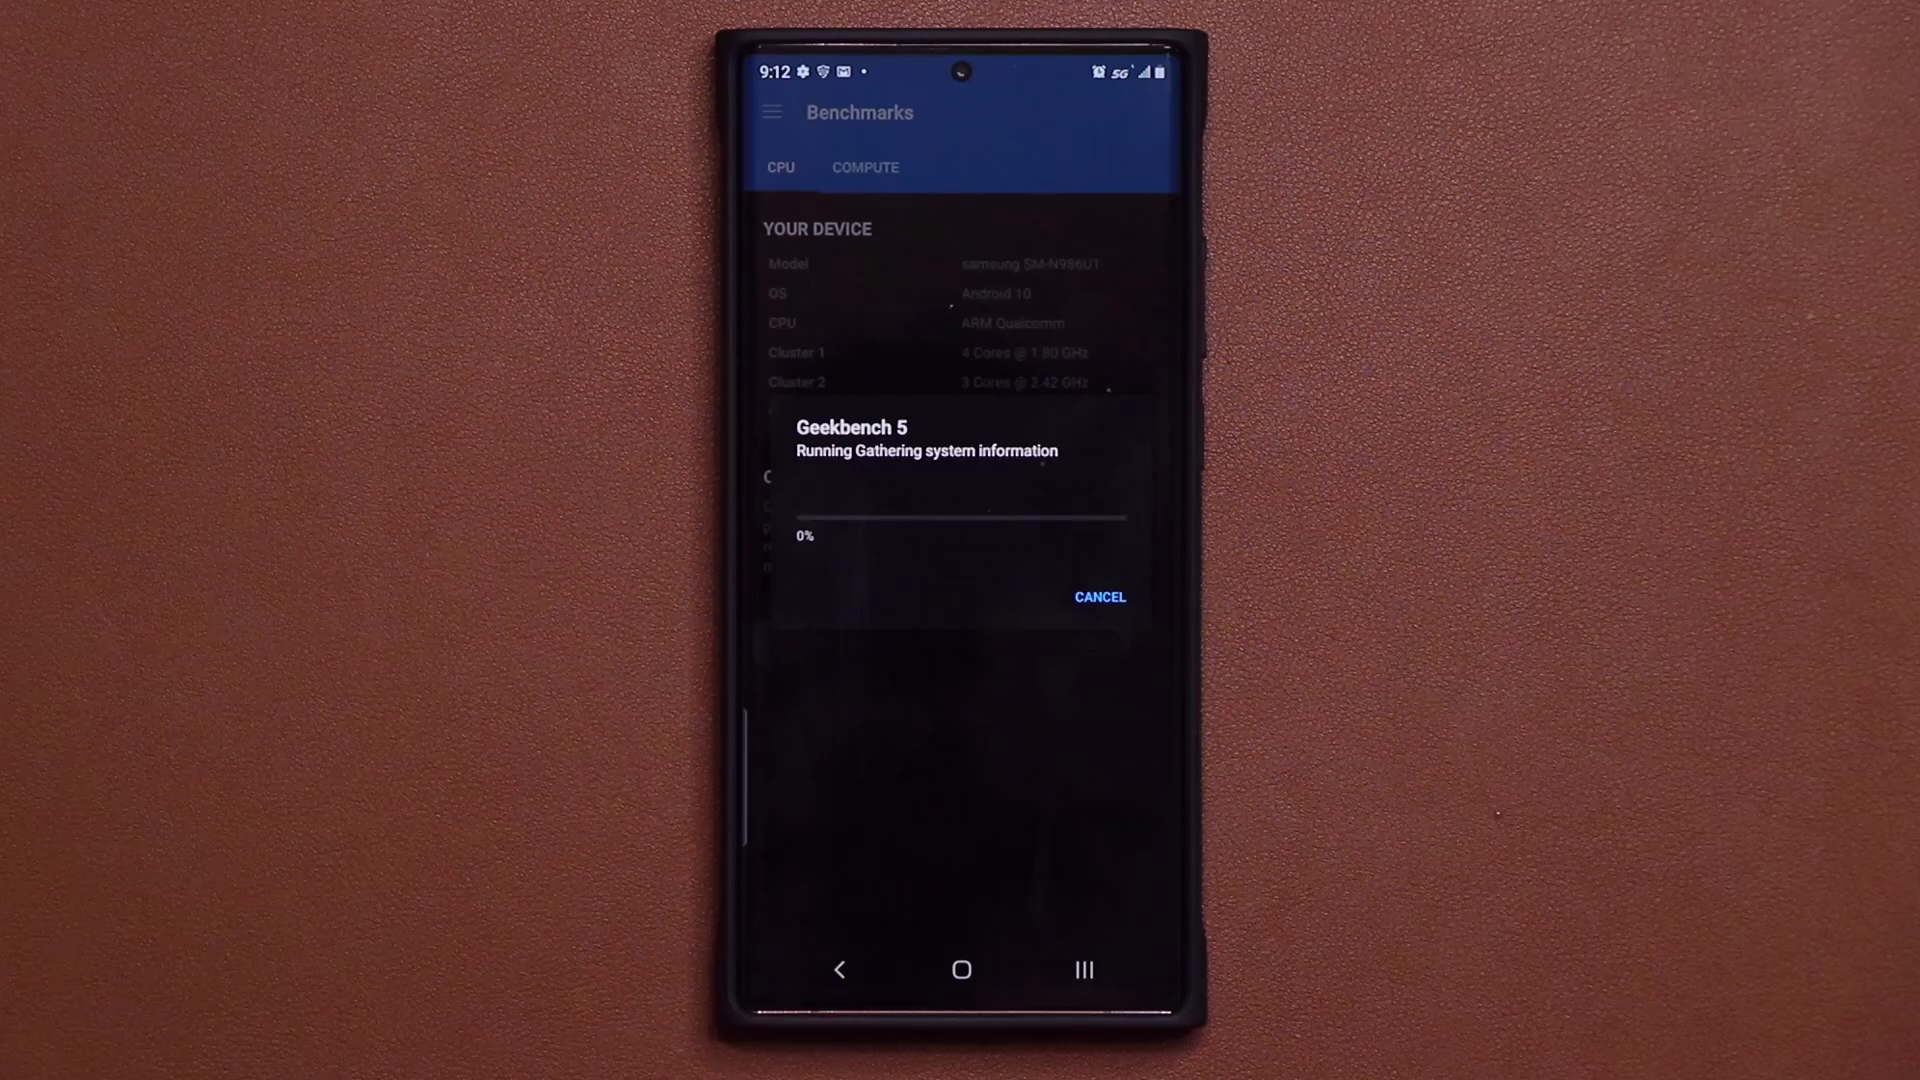 9:12 5G
Benchmarks
CPU COMPUTE
YOUR DEVICE
Model samsung SM-N986U1
OS Android 10
CPU ARM Qualcomm
Cluster 1 4 Cores @ 1.80 GHz
Cluster 2 3 Cores @ 2.42 GHz
Geekbench 5
Running Gathering system information
0%
CANCEL